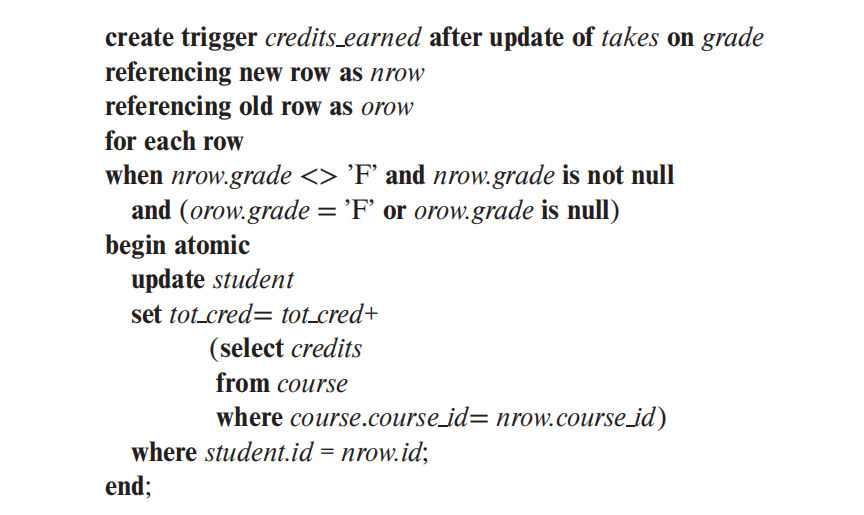 create trigger credits_earned after update of takes on grade
referencing new row as nrow
referencing old row as orow
for each row
when nrow.grade <> ’F’ and nrow.grade is not null
and (orow.grade = ’F’ or orow.grade is null)
begin atomic
update student
set tot_cred= tot_cred+
(select credits
from course
where course.course_id= nrow.course_id)
where student.id = nrow.id;
end;